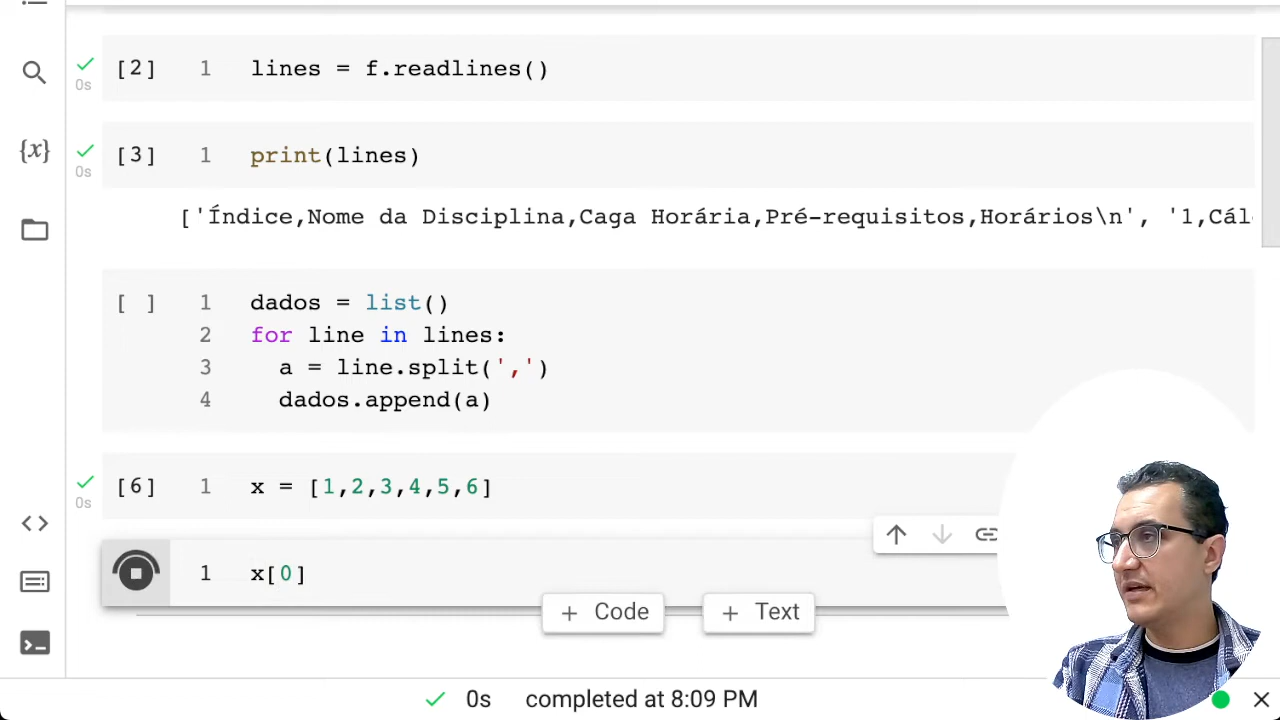 [2] 1 lines = f.readlines()
0s
[3] 1 print(lines)
0s
['Índice,Nome da Disciplina,Caga Horária,Pré-requisitos,Horários\n', '1,Cál
[ ] 1 dados = list()
2 for line in lines:
3 a = line.split(',')
4 dados.append(a)
[6] 1 x = [1,2,3,4,5,6]
0s
1 x[0]
+ Code + Text
0s completed at 8:09 PM
{x}